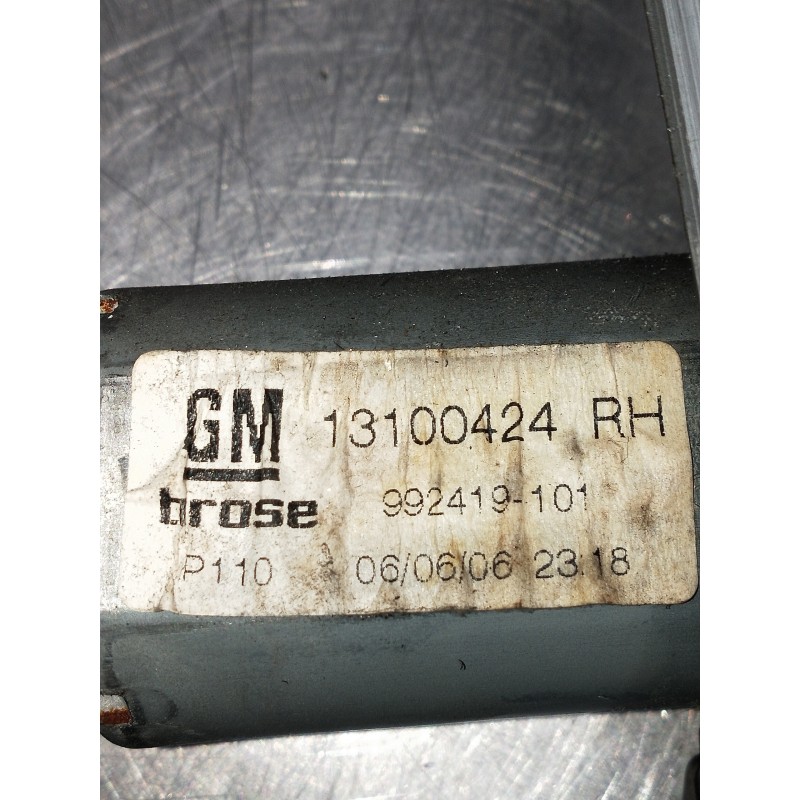 GM 13100424 RH
brose 992419-101
P110 06/06/06 23:18